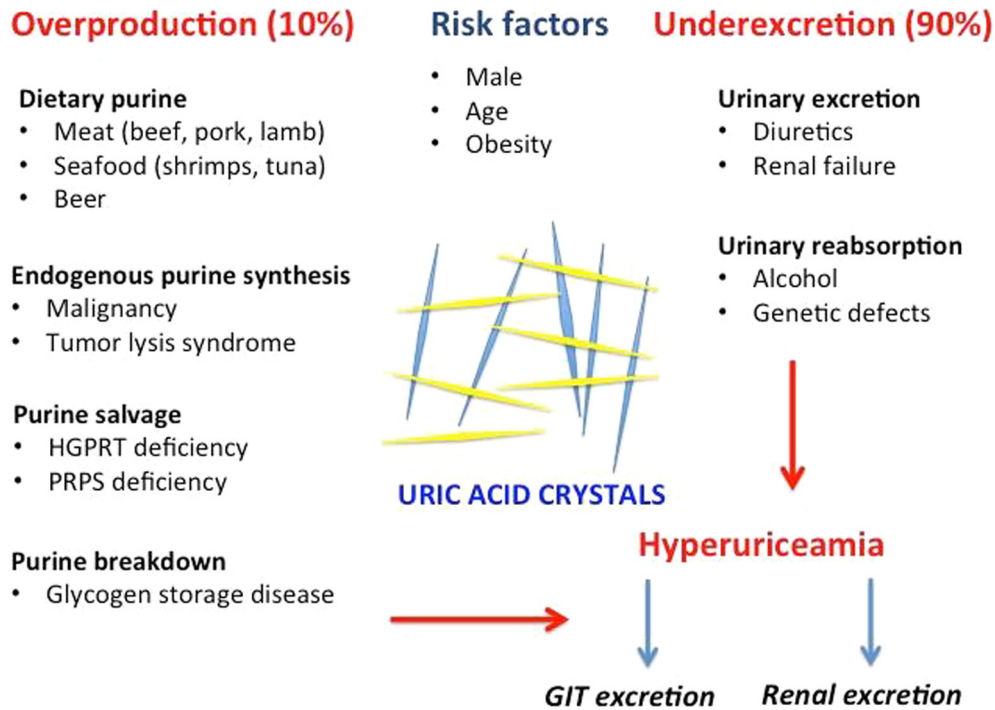 Overproduction (10%)
Dietary purine
• Meat (beef, pork, lamb)
• Seafood (shrimps, tuna)
• Beer
Endogenous purine synthesis
• Malignancy
• Tumor lysis syndrome
Purine salvage
• HGPRT deficiency
• PRPS deficiency
Purine breakdown
• Glycogen storage disease
Risk factors
• Male
• Age
• Obesity
URIC ACID CRYSTALS
Underexcretion (90%)
Urinary excretion
• Diuretics
• Renal failure
Urinary reabsorption
• Alcohol
• Genetic defects
Hyperuriceamia
GIT excretion
Renal excretion